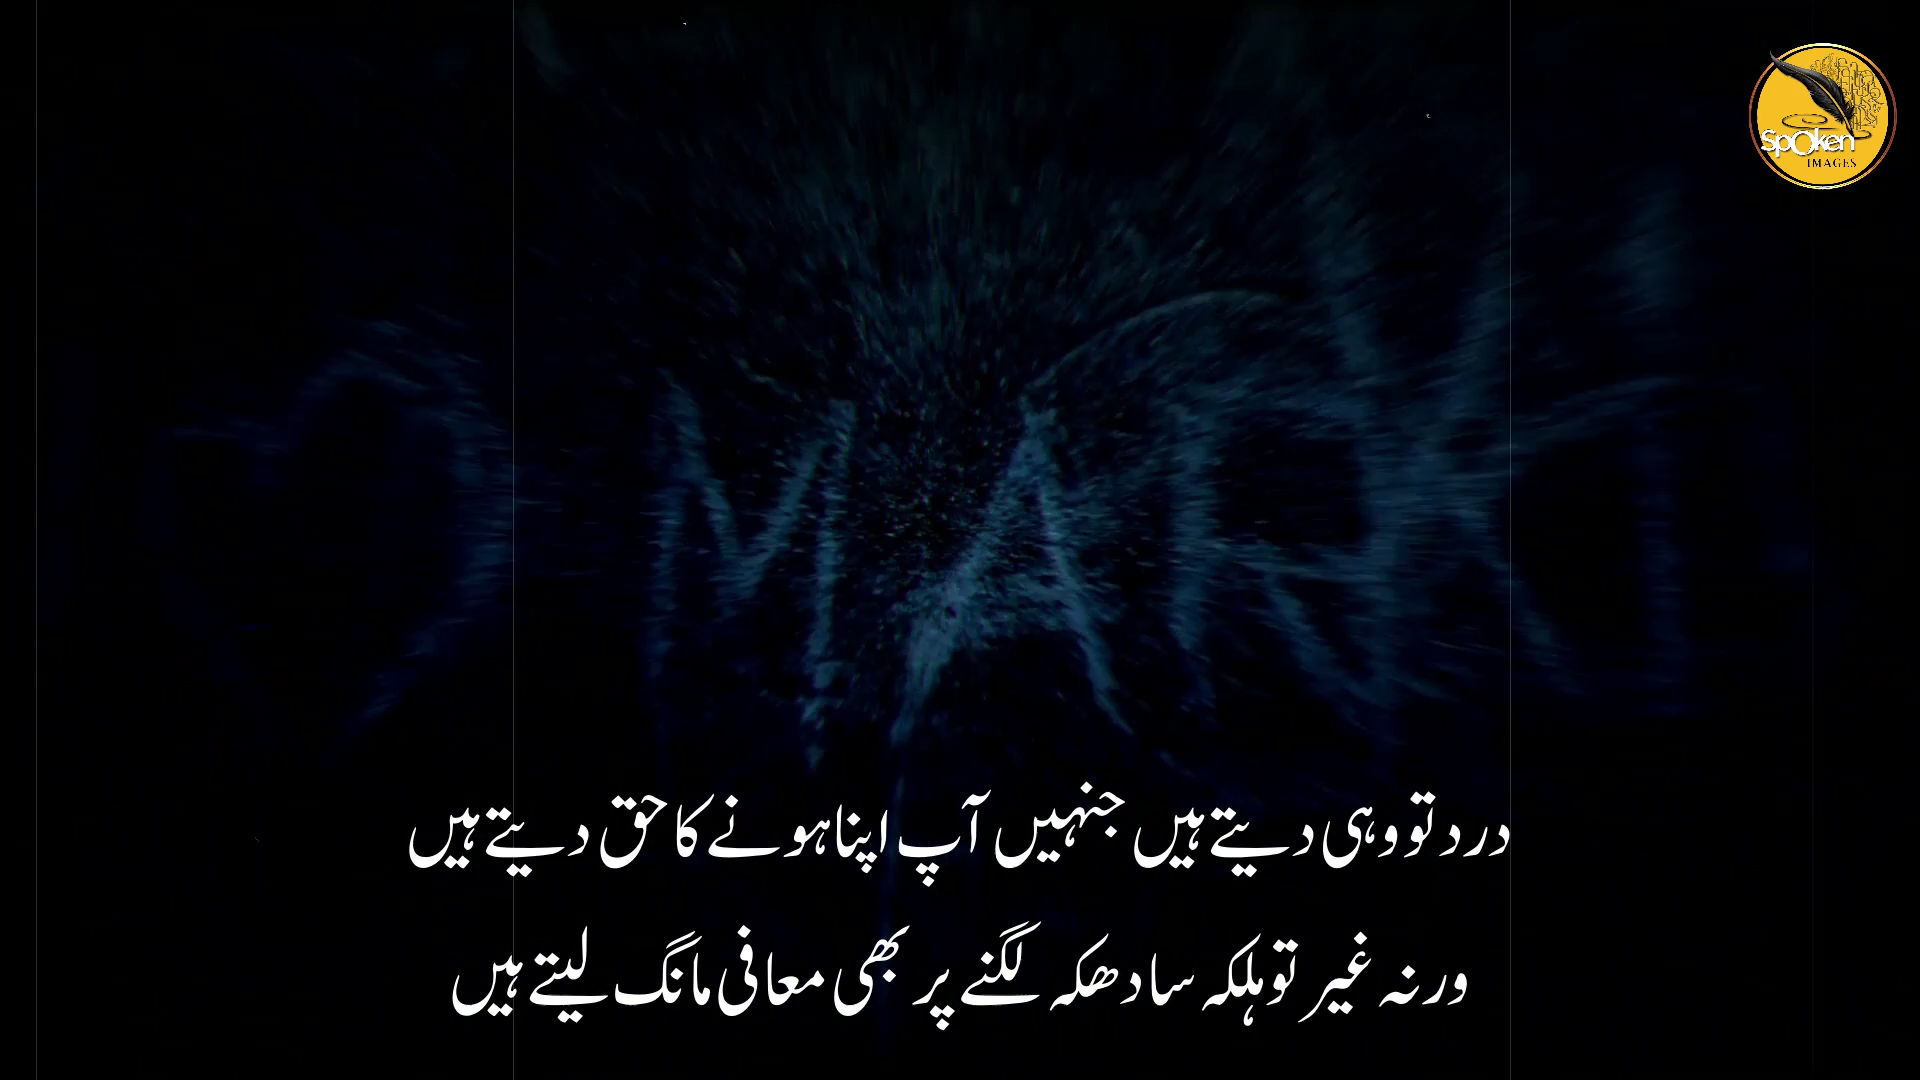 SpOken
IMAGES
درد تو وہی دیتے ہیں جنہیں آپ اپنا ہونے کا حق دیتے ہیں
ورنہ غیر تو ہلکہ سا دھکہ لگنے پر بھی معافی مانگ لیتے ہیں